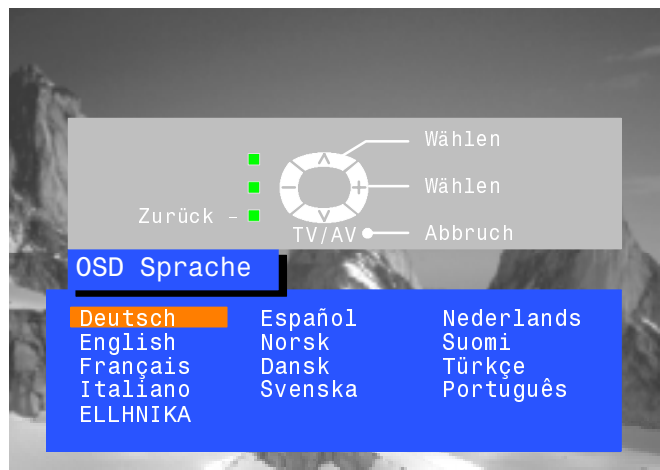 Wählen
Wählen
Zurück
TV/AV
Abbruch
OSD Sprache
Deutsch Español Nederlands
English Norsk Suomi
Français Dansk Türkçe
Italiano Svenska Português
ELLHNIKA